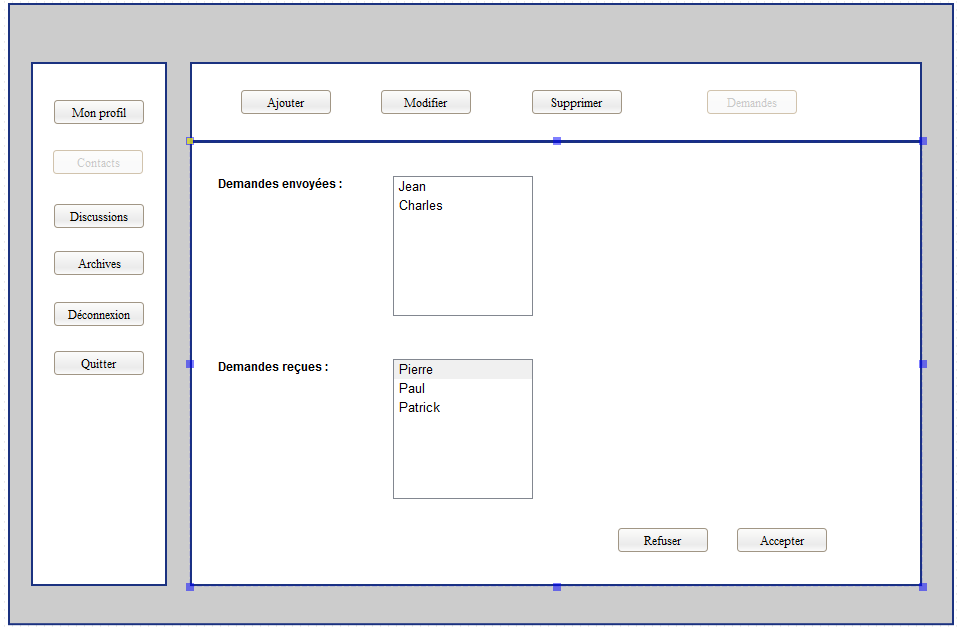 Mon profil
Contacts
Discussions
Archives
Déconnexion
Quitter
Ajouter Modifier Supprimer Demandes
Demandes envoyées :
Jean
Charles
Demandes reçues :
Pierre
Paul
Patrick
Refuser Accepter